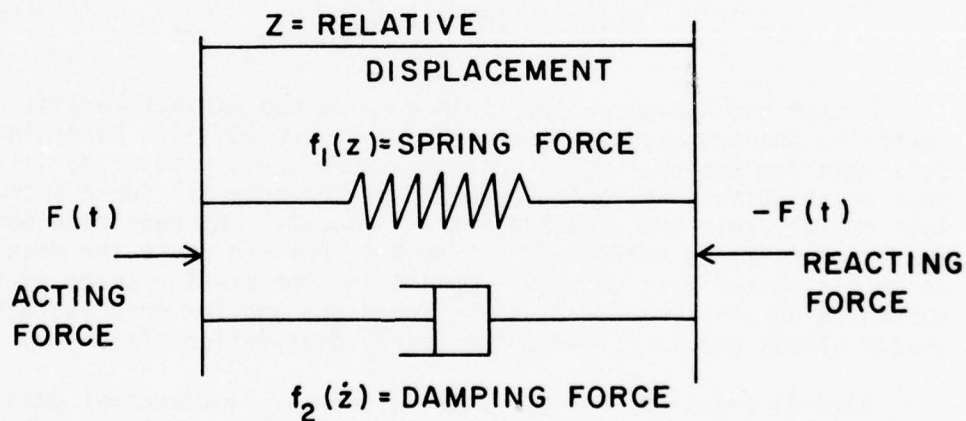 Z = RELATIVE
DISPLACEMENT
f₁(z) = SPRING FORCE
F(t)
-F(t)
ACTING
FORCE
REACTING
FORCE
f₂(ż) = DAMPING FORCE